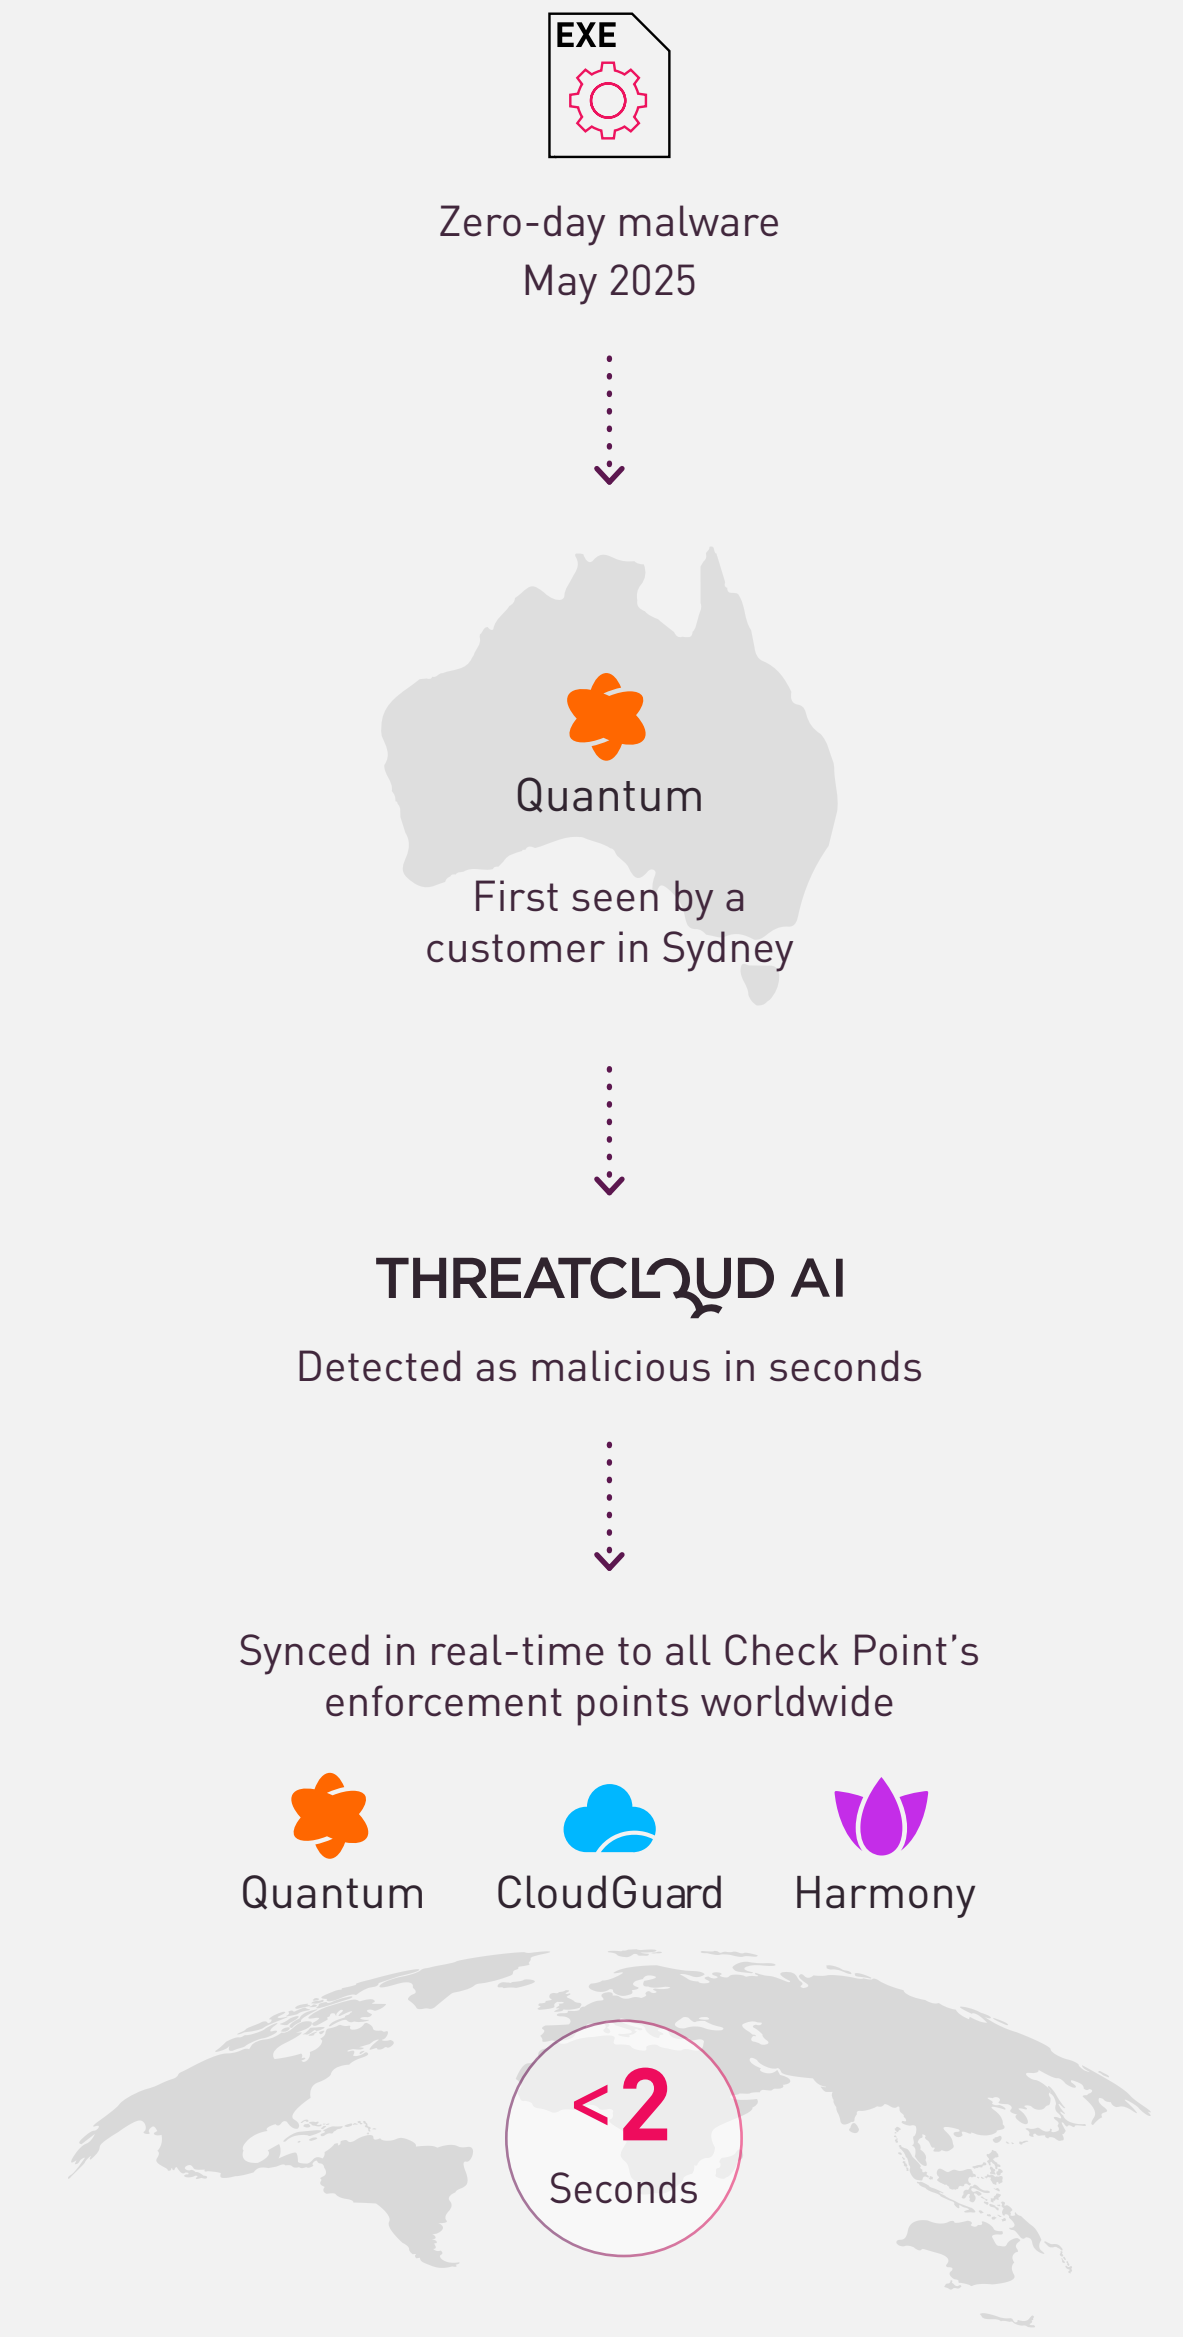 EXE
Zero-day malware
May 2025
Quantum
First seen by a
customer in Sydney
THREATCLOUD AI
Detected as malicious in seconds
Synced in real-time to all Check Point’s
enforcement points worldwide
Quantum CloudGuard Harmony
<2
Seconds